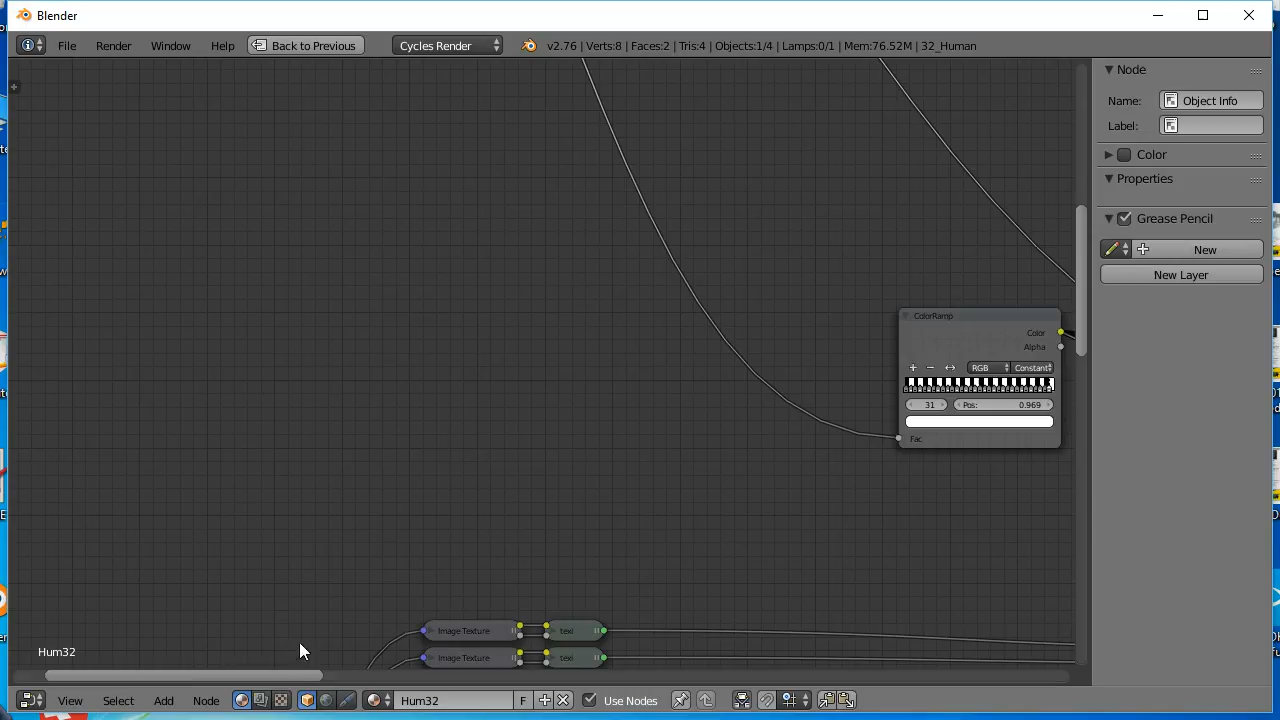 Blender
File Render Window Help Back to Previous Cycles Render v2.76 | Verts:8 | Faces:2 | Tris:4 | Objects:1/4 | Lamps:0/1 | Mem:76.52M | 32_Human
Node
Name: Object Info
Label:
Color
Properties
Grease Pencil
New
New Layer
ColorRamp
Color
Alpha
RGB Constant
31 Pos: 0.969
Fac
Image Texture texi
Image Texture texi
Hum32
View Select Add Node Hum32 F Use Nodes